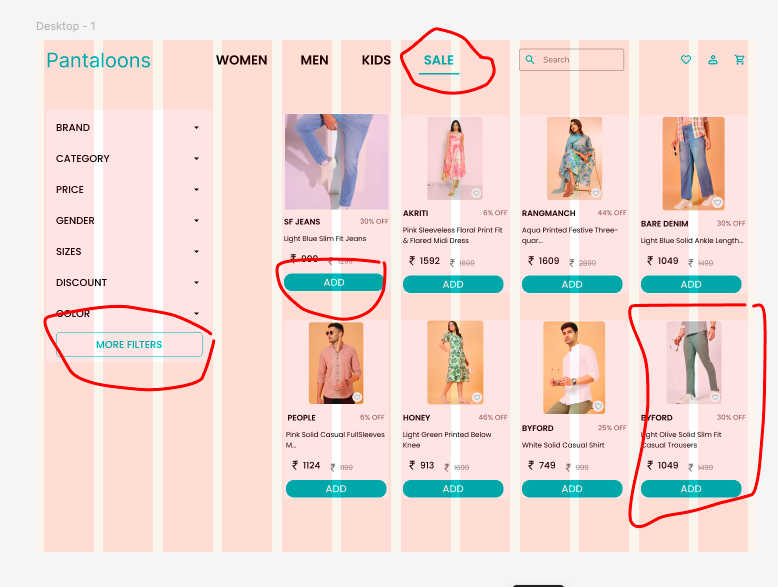 Desktop - 1
Pantaloons
WOMEN MEN KIDS SALE Search
BRAND
CATEGORY
PRICE
GENDER
SIZES
DISCOUNT
COLOR
MORE FILTERS
SF JEANS 30% OFF
Light Blue Slim Fit Jeans
₹ 999 ₹ 1299
ADD
AKRITI 6% OFF
Pink Sleeveless Floral Print Fit
& Flared Midi Dress
₹ 1592 ₹ 1699
ADD
RANGMANCH 44% OFF
Aqua Printed Festive Three-
quar...
₹ 1609 ₹ 2899
ADD
BARE DENIM 30% OFF
Light Blue Solid Ankle Length...
₹ 1049 ₹ 1499
ADD
PEOPLE 6% OFF
Pink Solid Casual FullSleeves
M...
₹ 1124 ₹ 1199
ADD
HONEY 46% OFF
Light Green Printed Below
Knee
₹ 913 ₹ 1699
ADD
BYFORD 25% OFF
White Solid Casual Shirt
₹ 749 ₹ 999
ADD
BYFORD 30% OFF
Light Olive Solid Slim Fit
Casual Trousers
₹ 1049 ₹ 1499
ADD